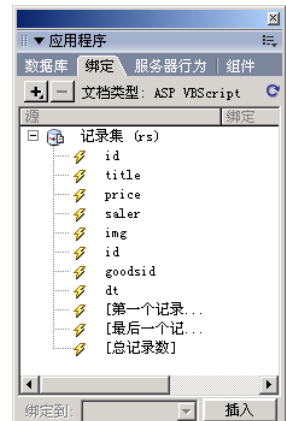 应用程序
数据库 绑定 服务器行为 组件
文档类型: ASP VBScript
源 绑定
记录集 (rs)
id
title
price
saler
img
id
goodsid
dt
[第一个记录...
[最后一个记...
[总记录数]
绑定到: 插入